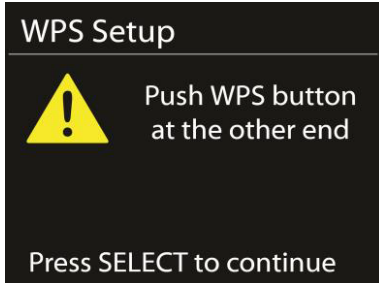 WPS Setup
Push WPS button
at the other end
Press SELECT to continue